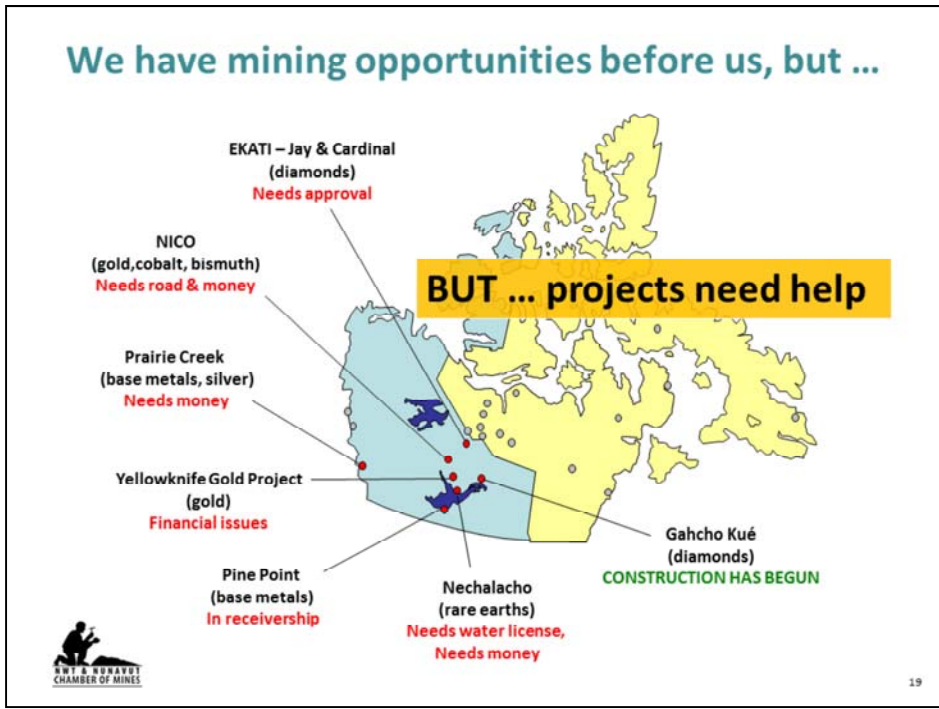 We have mining opportunities before us, but ...
EKATI – Jay & Cardinal
(diamonds)
Needs approval
NICO
(gold,cobalt, bismuth)
Needs road & money
BUT ... projects need help
Prairie Creek
(base metals, silver)
Needs money
Yellowknife Gold Project
(gold)
Financial issues
Pine Point
(base metals)
In receivership
Nechalacho
(rare earths)
Needs water license,
Needs money
Gahcho Kué
(diamonds)
CONSTRUCTION HAS BEGUN
NWT & NUNAVUT
CHAMBER OF MINES
19